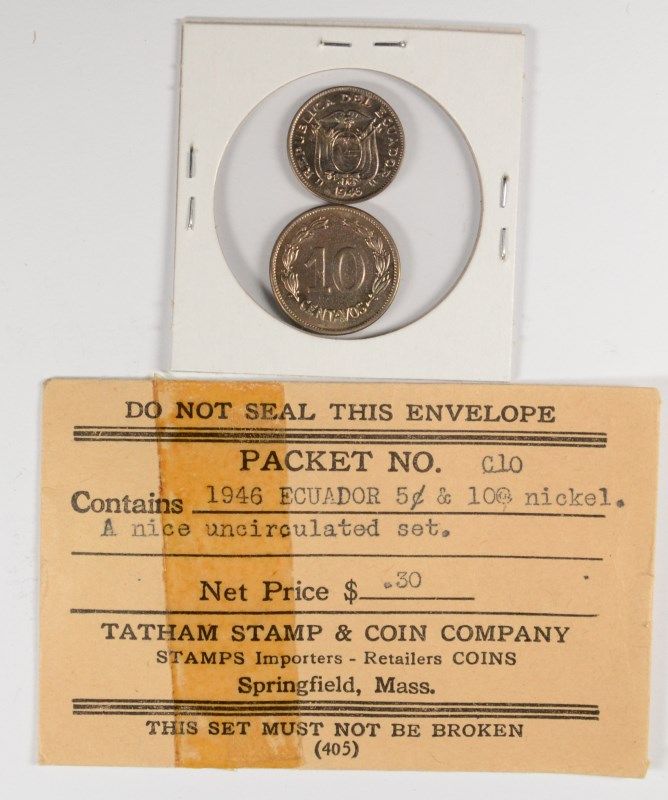 REPUBLICA DEL ECUADOR
1946
10
CENTAVOS
DO NOT SEAL THIS ENVELOPE
PACKET NO. C10
Contains 1946 ECUADOR 5¢ & 10¢ nickel.
A nice uncirculated set.
Net Price $ .30
TATHAM STAMP & COIN COMPANY
STAMPS Importers - Retailers COINS
Springfield, Mass.
THIS SET MUST NOT BE BROKEN
(405)